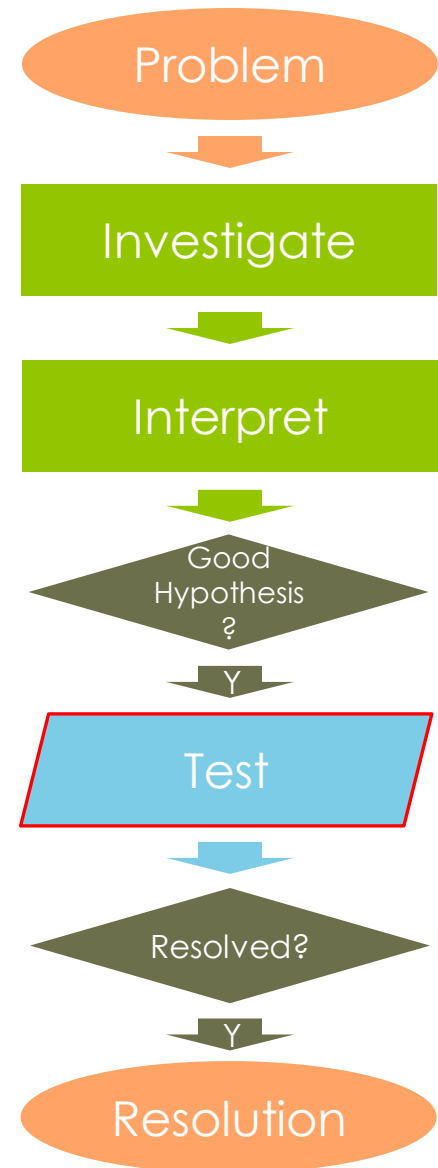 Problem
Investigate
Interpret
Good
Hypothesis
?
Y
Test
Resolved?
Y
Resolution